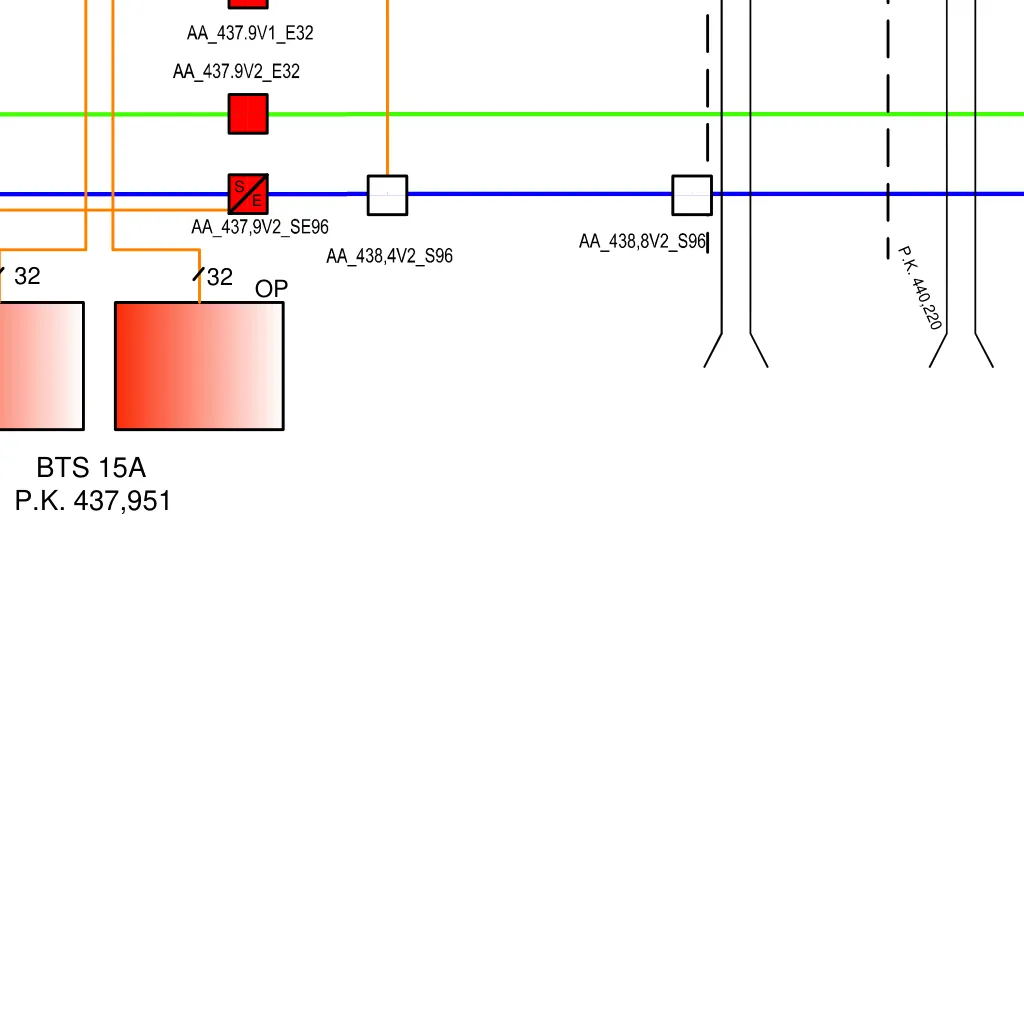 AA_437.9V1_E32
AA_437.9V2_E32
S
E
AA_437,9V2_SE96
AA_438,4V2_S96
AA_438,8V2_S96
P.K. 440,220
32
32
OP
BTS 15A
P.K. 437,951